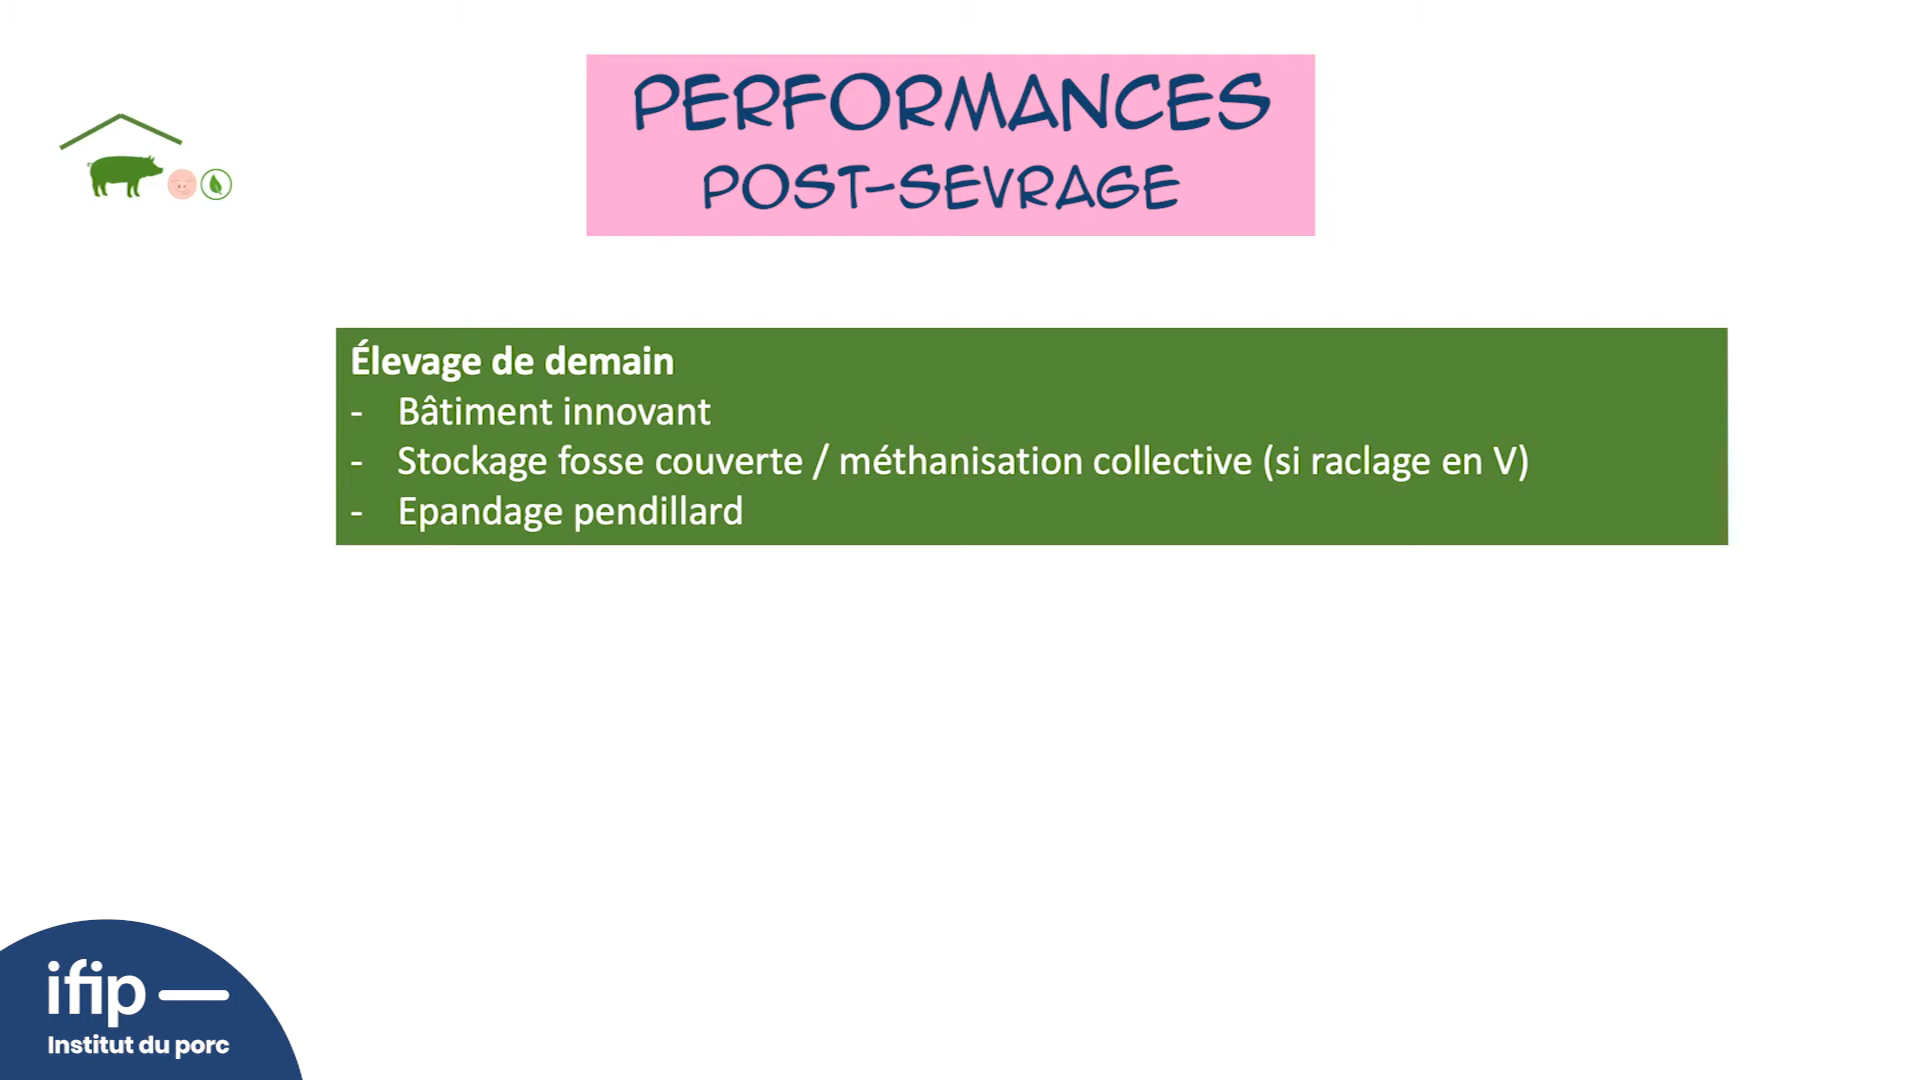 PERFORMANCES
POST-SEVRAGE
Élevage de demain
- Bâtiment innovant
- Stockage fosse couverte / méthanisation collective (si raclage en V)
- Epandage pendillard
ifip
Institut du porc